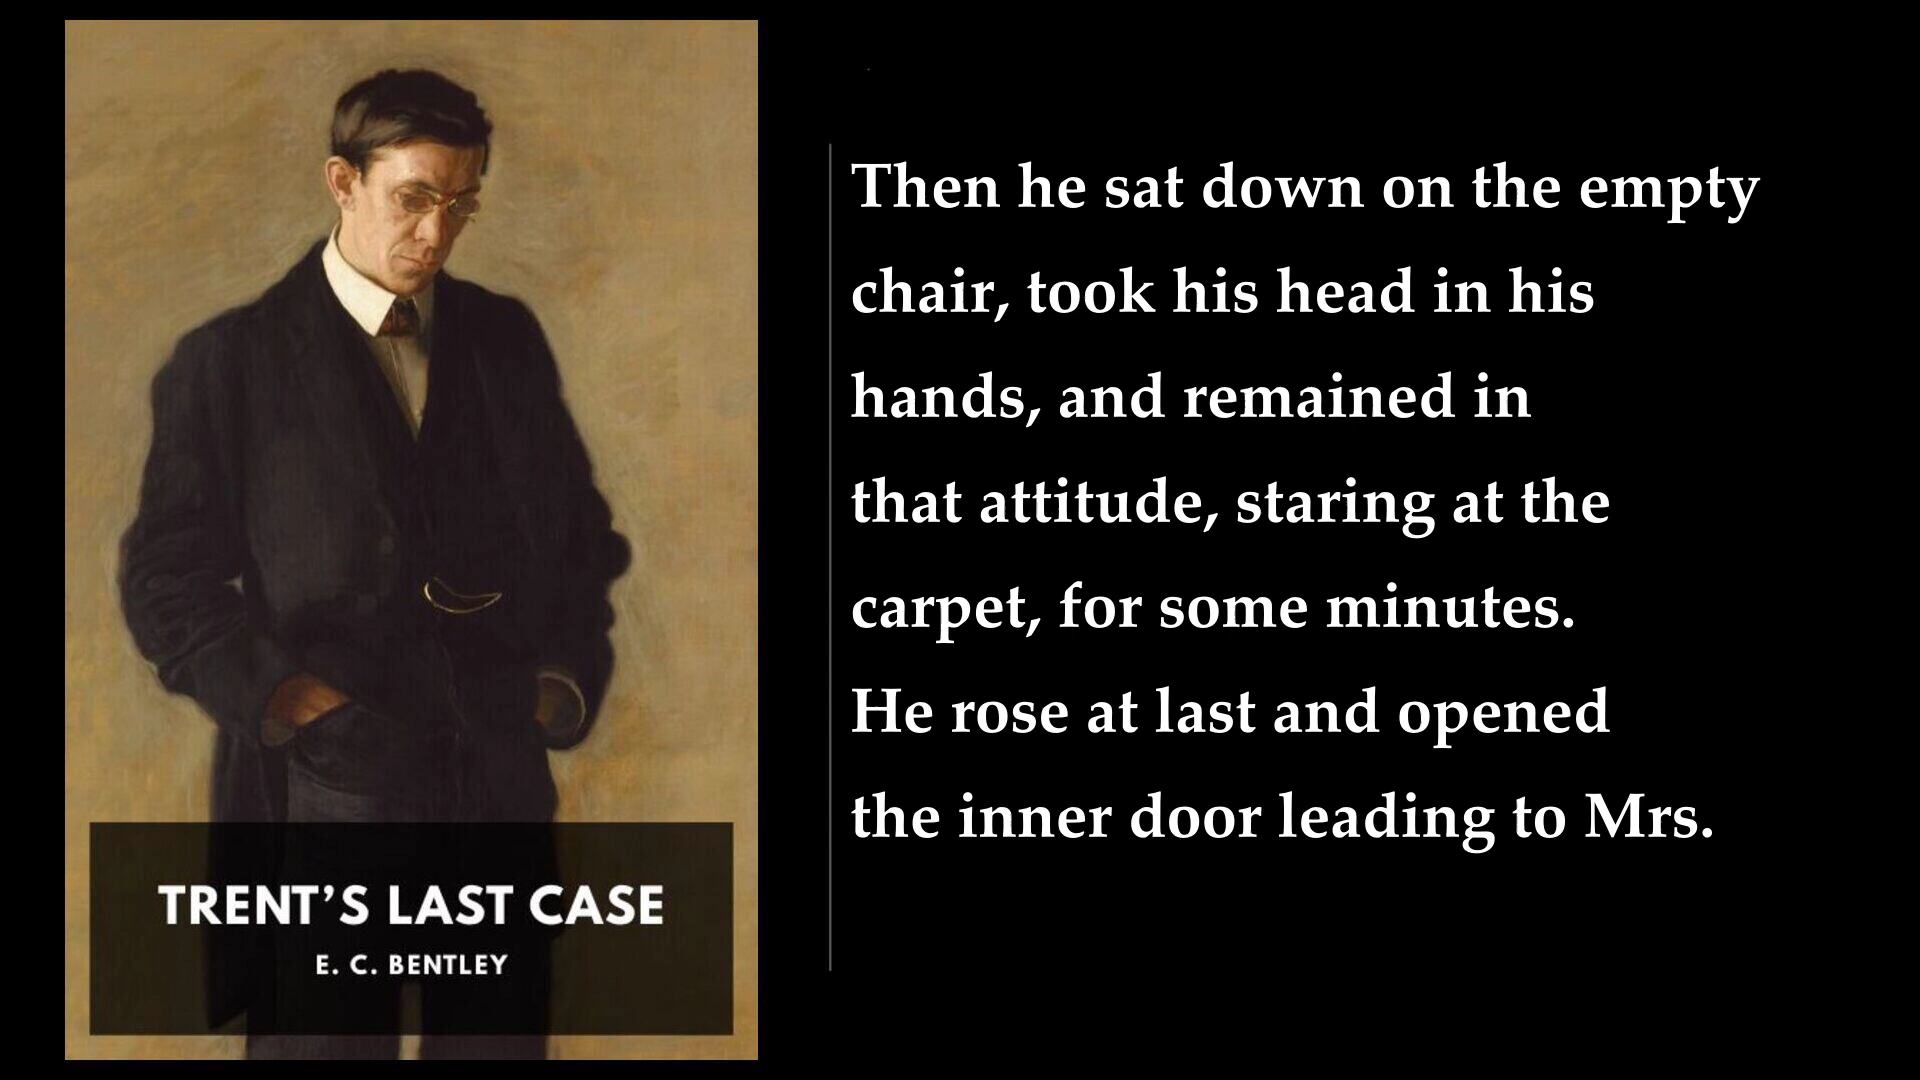 Then he sat down on the empty
chair, took his head in his
hands, and remained in
that attitude, staring at the
carpet, for some minutes.
He rose at last and opened
the inner door leading to Mrs.
TRENT’S LAST CASE
E. C. BENTLEY